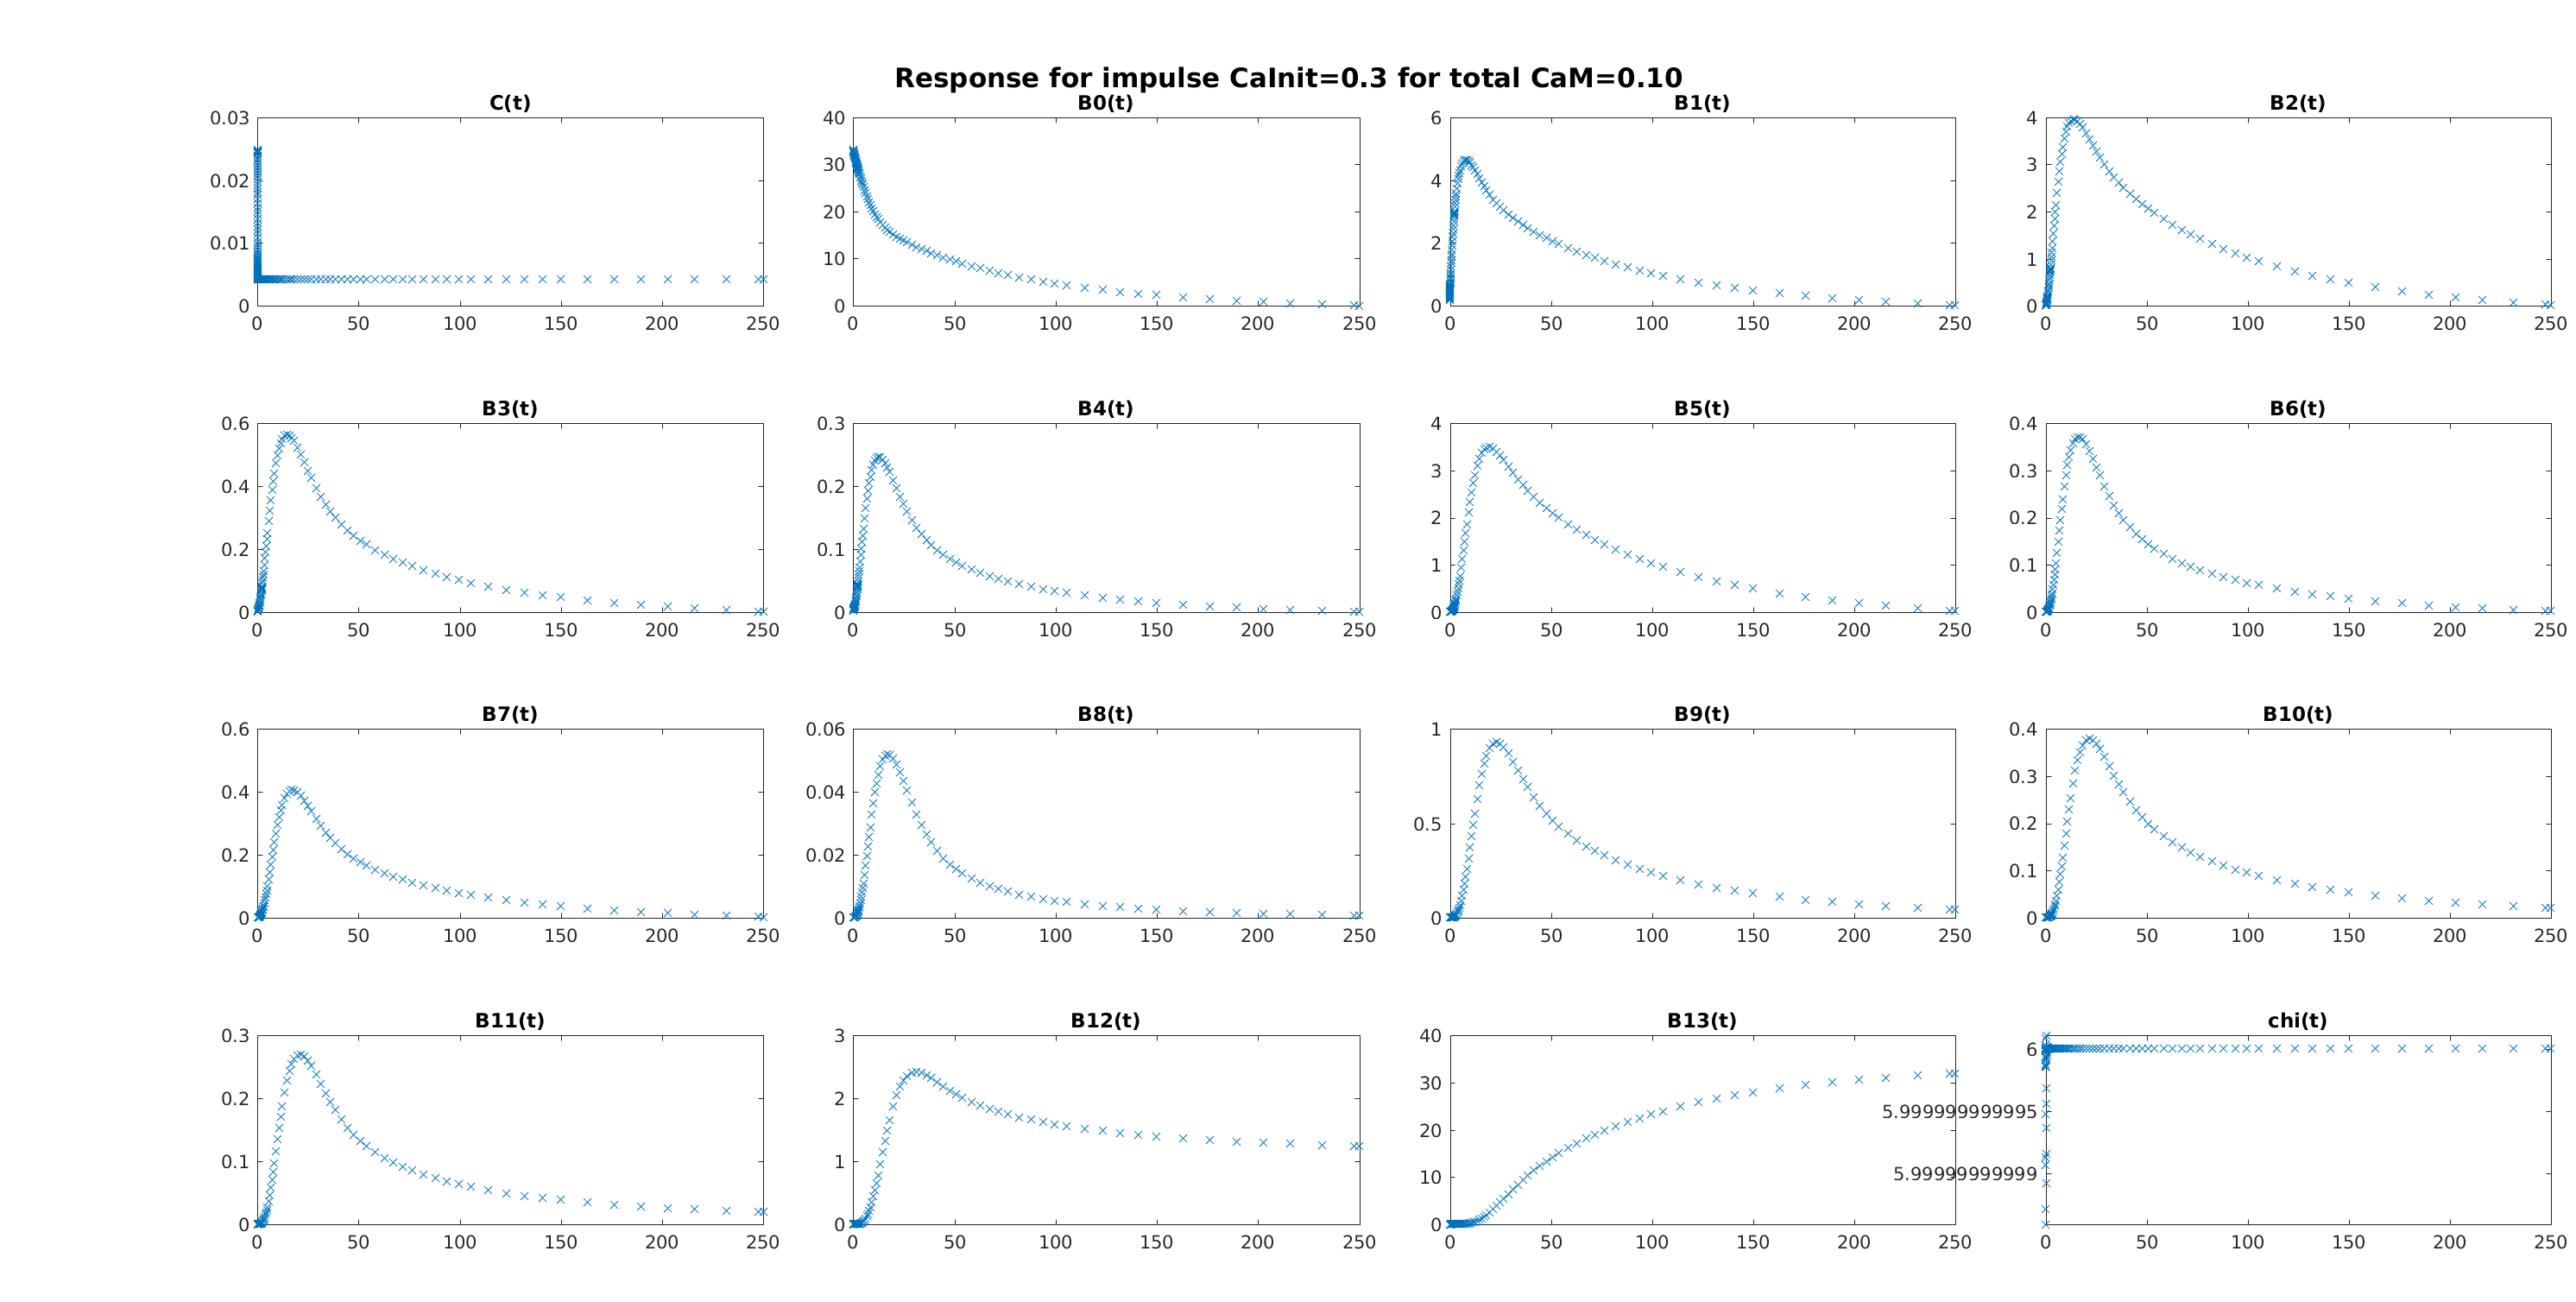 Response for impulse CaInit=0.3 for total CaM=0.10
C(t)
0.03
0.02
0.01
0
0 50 100 150 200 250
B0(t)
40
30
20
10
0
0 50 100 150 200 250
B1(t)
6
4
2
0
0 50 100 150 200 250
B2(t)
4
3
2
1
0
0 50 100 150 200 250
B3(t)
0.6
0.4
0.2
0
0 50 100 150 200 250
B4(t)
0.3
0.2
0.1
0
0 50 100 150 200 250
B5(t)
4
3
2
1
0
0 50 100 150 200 250
B6(t)
0.4
0.3
0.2
0.1
0
0 50 100 150 200 250
B7(t)
0.6
0.4
0.2
0
0 50 100 150 200 250
B8(t)
0.06
0.04
0.02
0
0 50 100 150 200 250
B9(t)
1
0.5
0
0 50 100 150 200 250
B10(t)
0.4
0.3
0.2
0.1
0
0 50 100 150 200 250
B11(t)
0.3
0.2
0.1
0
0 50 100 150 200 250
B12(t)
3
2
1
0
0 50 100 150 200 250
B13(t)
40
30
20
10
0
0 50 100 150 200 250
chi(t)
6
5.999999999995
5.99999999999
0 50 100 150 200 250